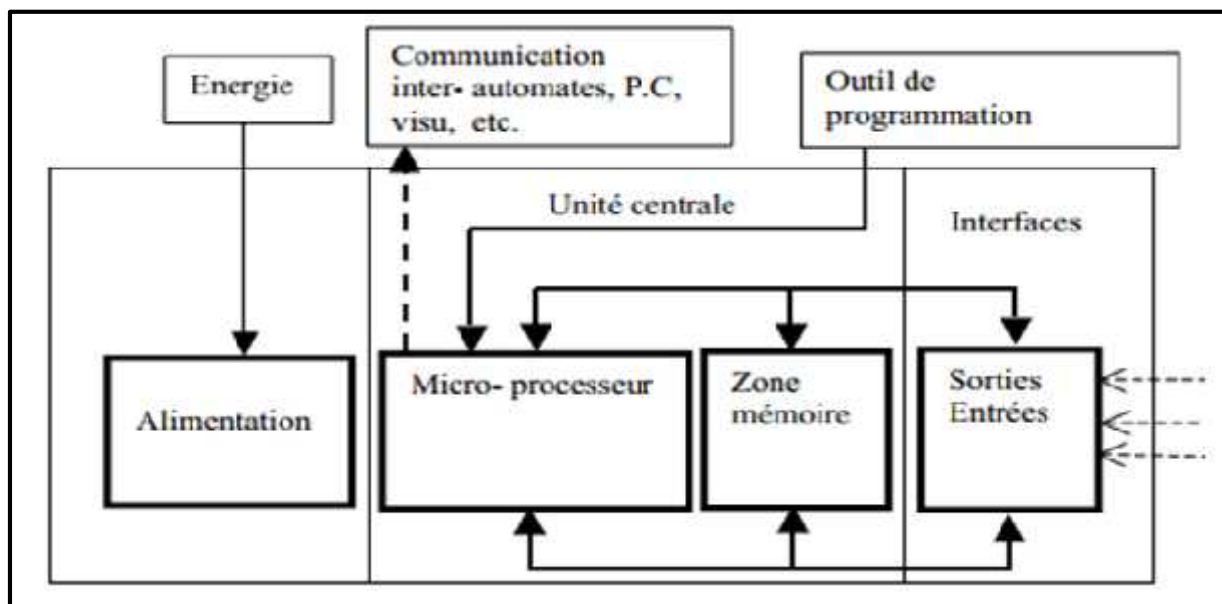 Energie
Communication
inter- automates, P.C,
visu, etc.
Outil de
programmation
Unité centrale
Interfaces
Alimentation
Micro- processeur
Zone
mémoire
Sorties
Entrées